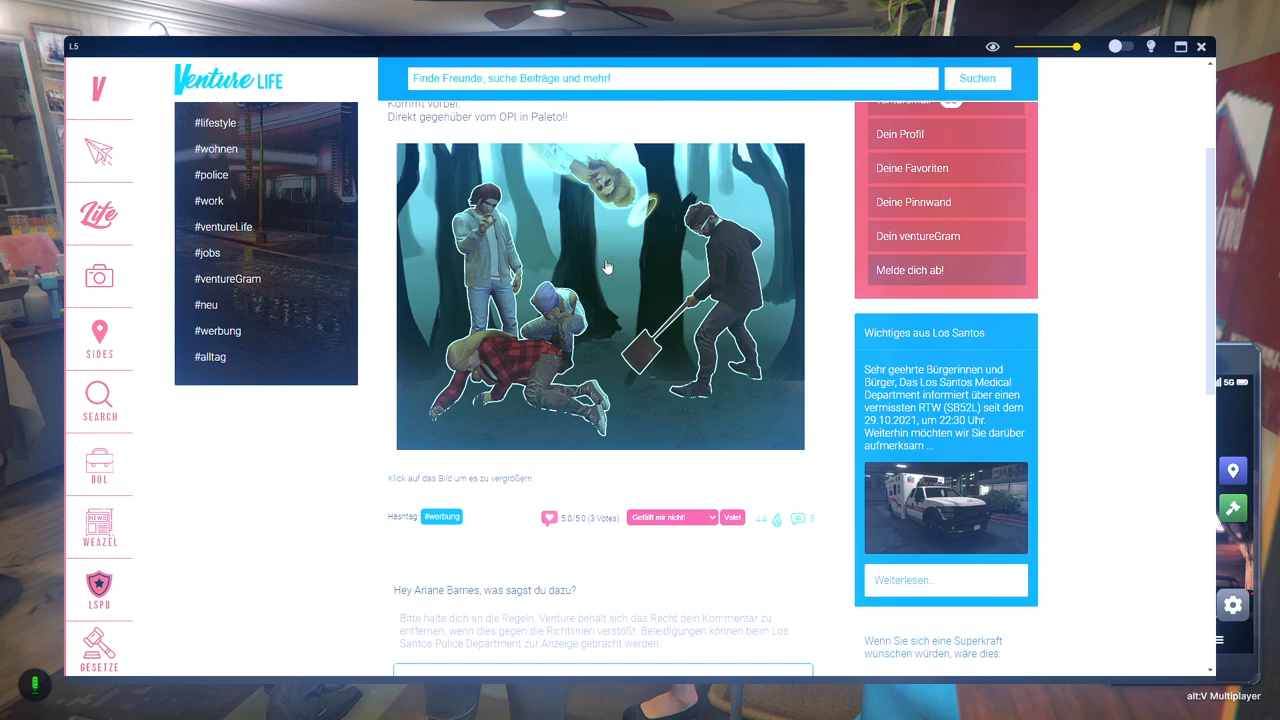 L5
V
Venture LIFE
Finde Freunde, suche Beiträge und mehr!
Suchen
Life
SIDES
SEARCH
DOL
NEWS
WEAZEL
LSPD
GESETZE
#lifestyle
#wohnen
#police
#work
#ventureLife
#jobs
#ventureGram
#neu
#werbung
#alltag
Kommt vorbei.
Direkt gegenüber vom OPI in Paleto!!
Klick auf das Bild um es zu vergrößern
Hashtag: #werbung
5.0/5.0 (3 Votes)
Gefällt mir nicht!
Vote!
44
5
Hey Ariane Barnes, was sagst du dazu?
Bitte halte dich an die Regeln. Venture behält sich das Recht dein Kommentar zu
entfernen, wenn dies gegen die Richtlinien verstößt. Beleidigungen können beim Los
Santos Police Department zur Anzeige gebracht werden.
Dein Profil
Deine Favoriten
Deine Pinnwand
Dein ventureGram
Melde dich ab!
Wichtiges aus Los Santos
Sehr geehrte Bürgerinnen und
Bürger, Das Los Santos Medical
Department informiert über einen
vermissten RTW (SB52L) seit dem
29.10.2021, um 22:30 Uhr.
Weiterhin möchten wir Sie darüber
aufmerksam ...
Weiterlesen..
Wenn Sie sich eine Superkraft
wünschen würden, wäre dies:
5G
alt:V Multiplayer